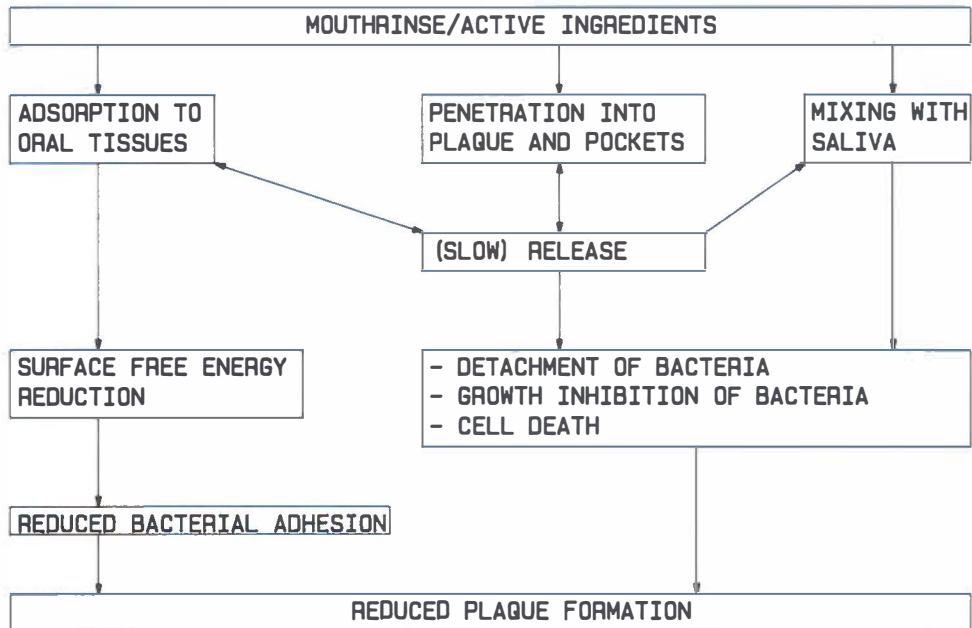 MOUTHRINSE/ACTIVE INGREDIENTS
ADSORPTION TO
ORAL TISSUES
PENETRATION INTO
PLAQUE AND POCKETS
MIXING WITH
SALIVA
(SLOW) RELEASE
SURFACE FREE ENERGY
REDUCTION
- DETACHMENT OF BACTERIA
- GROWTH INHIBITION OF BACTERIA
- CELL DEATH
REDUCED BACTERIAL ADHESION
REDUCED PLAQUE FORMATION